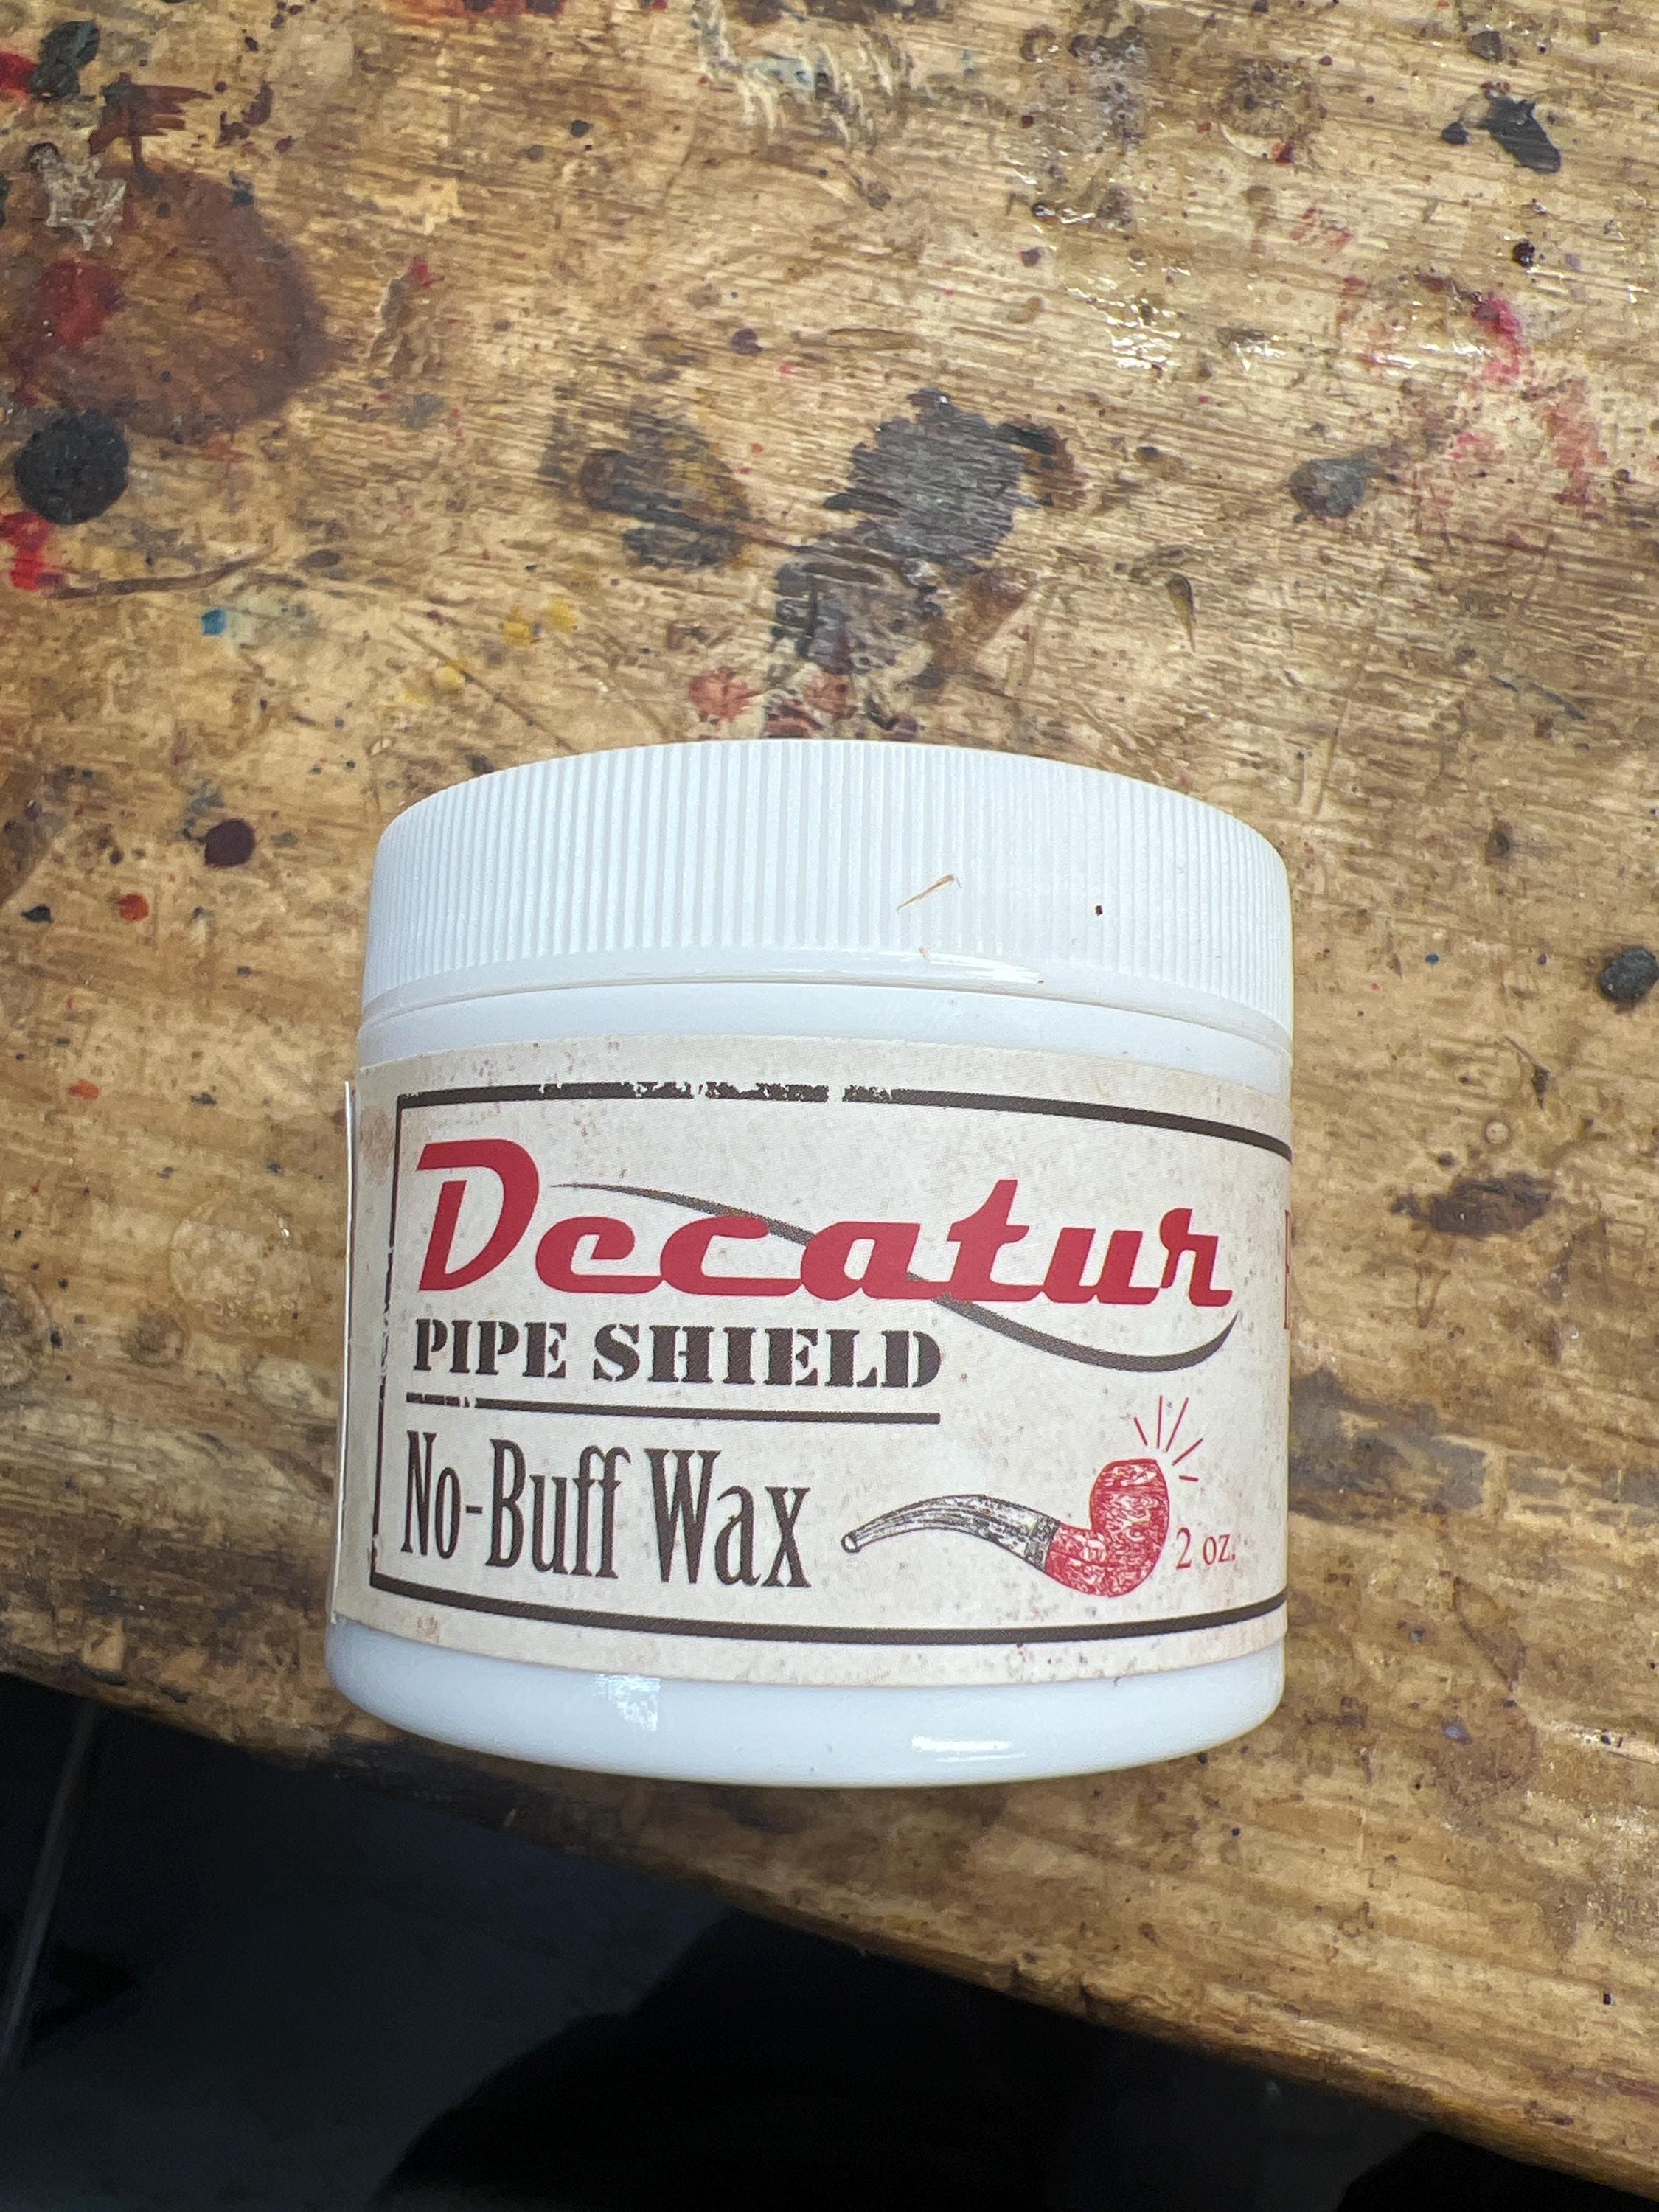 Decatur
PIPE SHIELD
No-Buff Wax
2 oz.